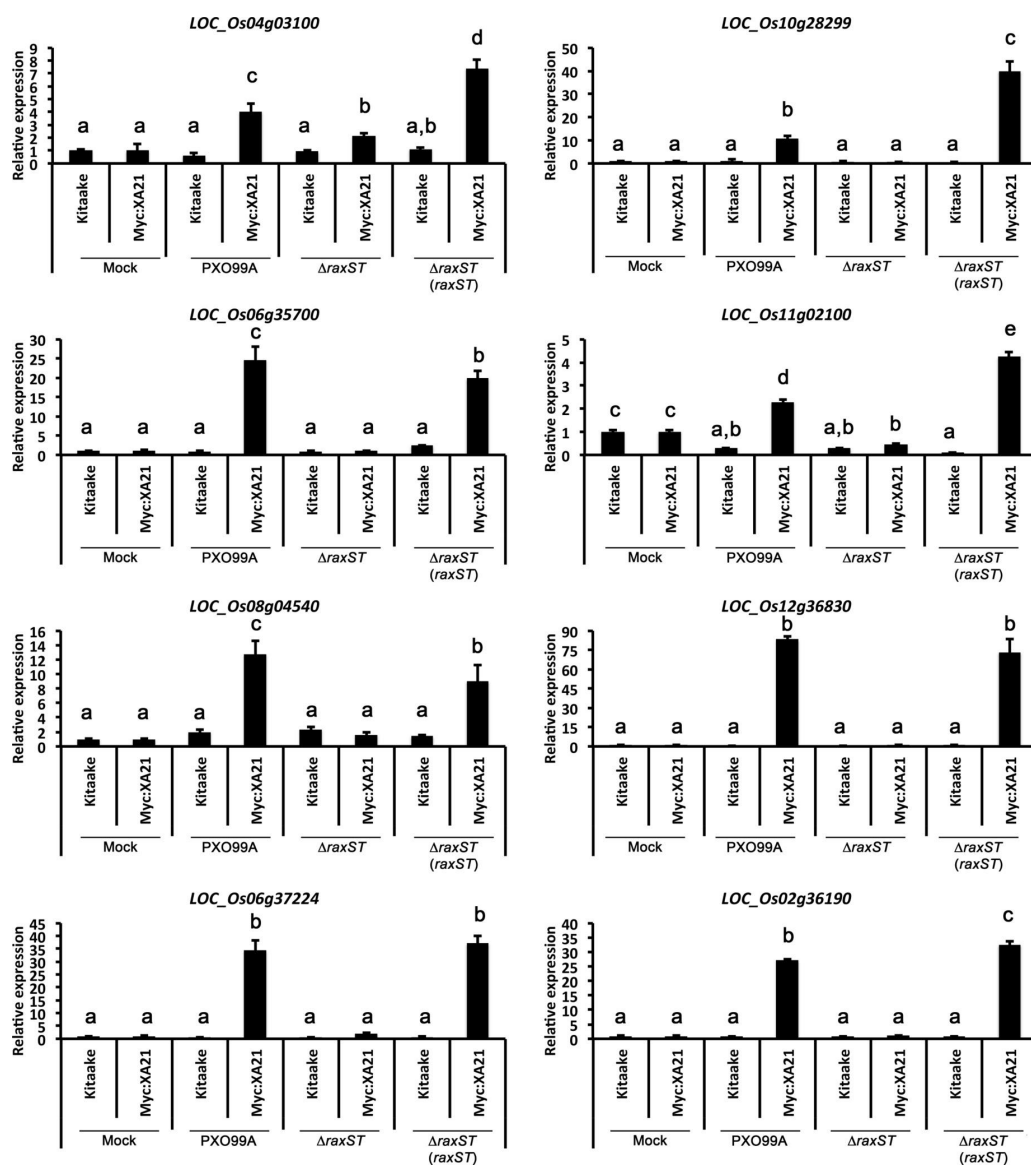 LOC_Os04g03100
Relative expression
9
8
7
6
5
4
3
2
1
0
a
a
a
c
a
b
a,b
d
Kitaake
Myc:XA21
Kitaake
Myc:XA21
Kitaake
Myc:XA21
Kitaake
Myc:XA21
Mock
PXO99A
ΔraxST
ΔraxST
(raxST)
LOC_Os10g28299
Relative expression
50
40
30
20
10
0
a
a
a
b
a
a
a
c
Kitaake
Myc:XA21
Kitaake
Myc:XA21
Kitaake
Myc:XA21
Kitaake
Myc:XA21
Mock
PXO99A
ΔraxST
ΔraxST
(raxST)
LOC_Os06g35700
Relative expression
30
25
20
15
10
5
0
a
a
a
c
a
a
a
b
Kitaake
Myc:XA21
Kitaake
Myc:XA21
Kitaake
Myc:XA21
Kitaake
Myc:XA21
Mock
PXO99A
ΔraxST
ΔraxST
(raxST)
LOC_Os11g02100
Relative expression
5
4
3
2
1
0
c
c
a,b
d
a,b
b
a
e
Kitaake
Myc:XA21
Kitaake
Myc:XA21
Kitaake
Myc:XA21
Kitaake
Myc:XA21
Mock
PXO99A
ΔraxST
ΔraxST
(raxST)
LOC_Os08g04540
Relative expression
16
14
12
10
8
6
4
2
0
a
a
a
c
a
a
a
b
Kitaake
Myc:XA21
Kitaake
Myc:XA21
Kitaake
Myc:XA21
Kitaake
Myc:XA21
Mock
PXO99A
ΔraxST
ΔraxST
(raxST)
LOC_Os12g36830
Relative expression
90
75
60
45
30
15
0
a
a
a
b
a
a
a
b
Kitaake
Myc:XA21
Kitaake
Myc:XA21
Kitaake
Myc:XA21
Kitaake
Myc:XA21
Mock
PXO99A
ΔraxST
ΔraxST
(raxST)
LOC_Os06g37224
Relative expression
45
40
35
30
25
20
15
10
5
0
a
a
a
b
a
a
a
b
Kitaake
Myc:XA21
Kitaake
Myc:XA21
Kitaake
Myc:XA21
Kitaake
Myc:XA21
Mock
PXO99A
ΔraxST
ΔraxST
(raxST)
LOC_Os02g36190
Relative expression
40
35
30
25
20
15
10
5
0
a
a
a
b
a
a
a
c
Kitaake
Myc:XA21
Kitaake
Myc:XA21
Kitaake
Myc:XA21
Kitaake
Myc:XA21
Mock
PXO99A
ΔraxST
ΔraxST
(raxST)